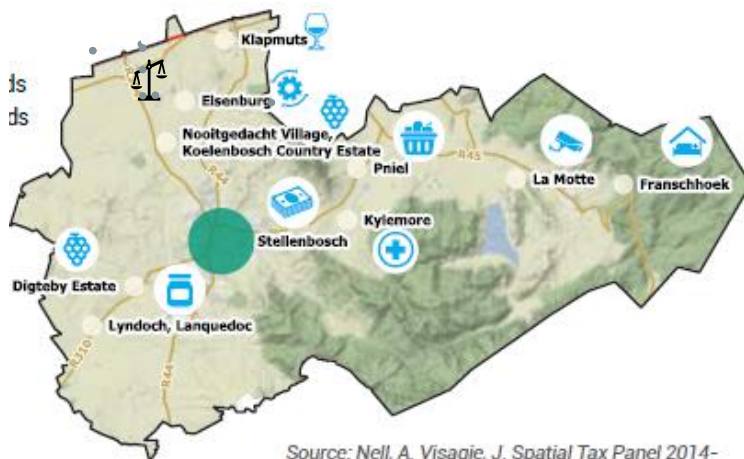 Klapmuts
ds
Elsenburg
ds
Nooitgedacht Village,
Koelenbosch Country Estate
R44
R45
Pniel
La Motte
Franschhoek
Kylemore
Stellenbosch
Digteby Estate
Lyndoch, Lanquedoc
R310
R44
Source: Nell, A, Visagie, J. Spatial Tax Panel 2014-